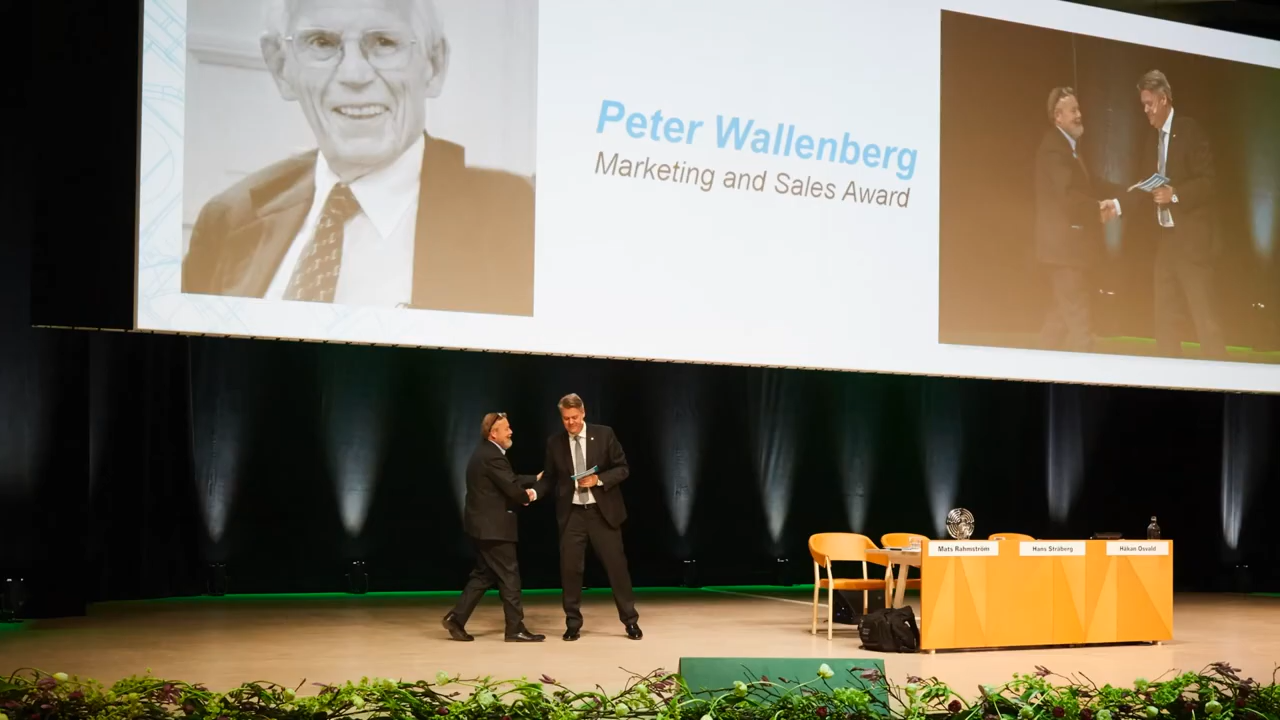 Peter Wallenberg
Marketing and Sales Award
Mats Rahmström
Hans Stråberg
Håkan Osvald